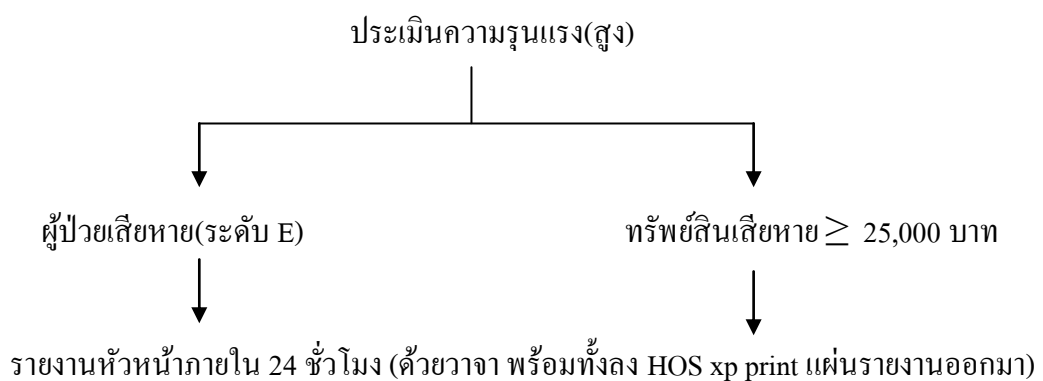 ประเมินความรุนแรง(สูง)
ผู้ป่วยเสียหาย(ระดับ E)
ทรัพย์สินเสียหาย ≥ 25,000 บาท
รายงานหัวหน้าภายใน 24 ชั่วโมง (ด้วยวาจา พร้อมทั้งลง HOS xp print แผ่นรายงานออกมา)